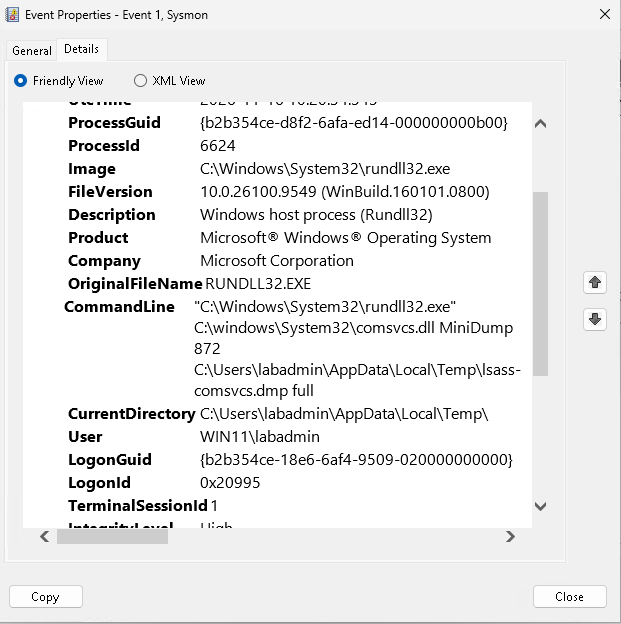 Event Properties - Event 1, Sysmon
General Details
Friendly View XML View
UtcTime
ProcessGuid {b2b354ce-d8f2-6afa-ed14-000000000b00}
ProcessId 6624
Image C:\Windows\System32\rundll32.exe
FileVersion 10.0.26100.9549 (WinBuild.160101.0800)
Description Windows host process (Rundll32)
Product Microsoft® Windows® Operating System
Company Microsoft Corporation
OriginalFileName RUNDLL32.EXE
CommandLine "C:\Windows\System32\rundll32.exe"
C:\windows\System32\comsvcs.dll MiniDump
872
C:\Users\labadmin\AppData\Local\Temp\lsass-
comsvcs.dmp full
CurrentDirectory C:\Users\labadmin\AppData\Local\Temp\
User WIN11\labadmin
LogonGuid {b2b354ce-18e6-6af4-9509-020000000000}
LogonId 0x20995
TerminalSessionId 1
IntegrityLevel High
Copy Close